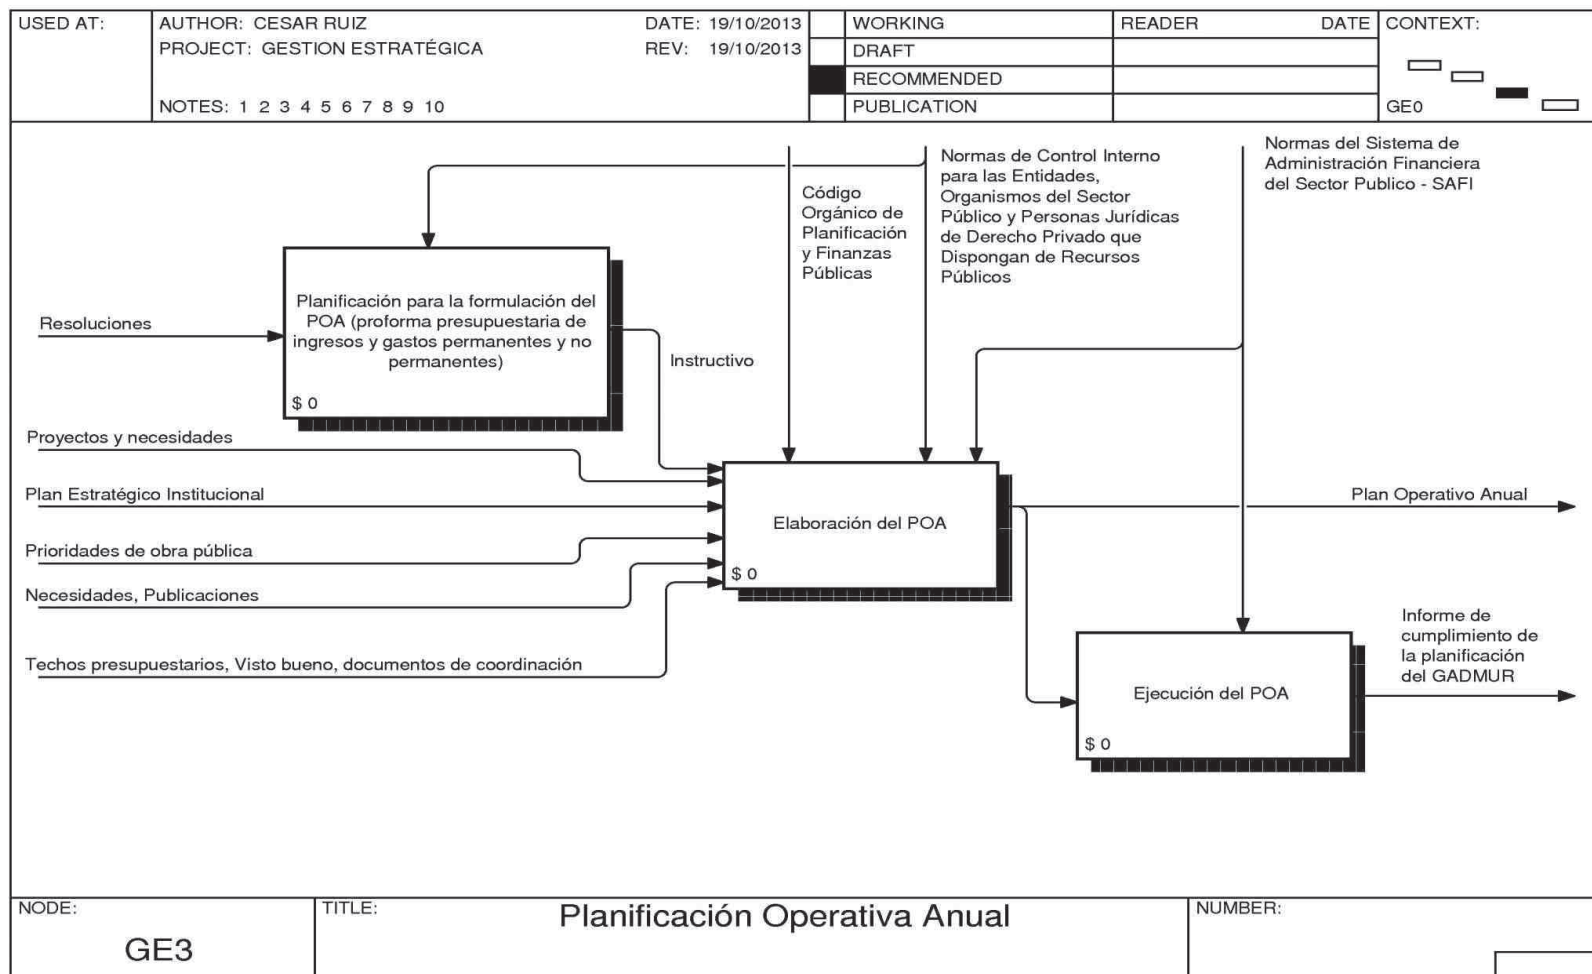 USED AT:
AUTHOR: CESAR RUIZ
DATE: 19/10/2013
PROJECT: GESTION ESTRATÉGICA
REV: 19/10/2013
NOTES: 1 2 3 4 5 6 7 8 9 10
WORKING
DRAFT
RECOMMENDED
PUBLICATION
READER
DATE
CONTEXT:
GE0
Código
Orgánico de
Planificación
y Finanzas
Públicas
Normas de Control Interno
para las Entidades,
Organismos del Sector
Público y Personas Jurídicas
de Derecho Privado que
Dispongan de Recursos
Públicos
Normas del Sistema de
Administración Financiera
del Sector Publico - SAFI
Resoluciones
Planificación para la formulación del
POA (proforma presupuestaria de
ingresos y gastos permanentes y no
permanentes)
$ 0
Instructivo
Proyectos y necesidades
Plan Estratégico Institucional
Prioridades de obra pública
Necesidades, Publicaciones
Techos presupuestarios, Visto bueno, documentos de coordinación
Elaboración del POA
$ 0
Plan Operativo Anual
Ejecución del POA
$ 0
Informe de
cumplimiento de
la planificación
del GADMUR
NODE:
GE3
TITLE:
Planificación Operativa Anual
NUMBER: